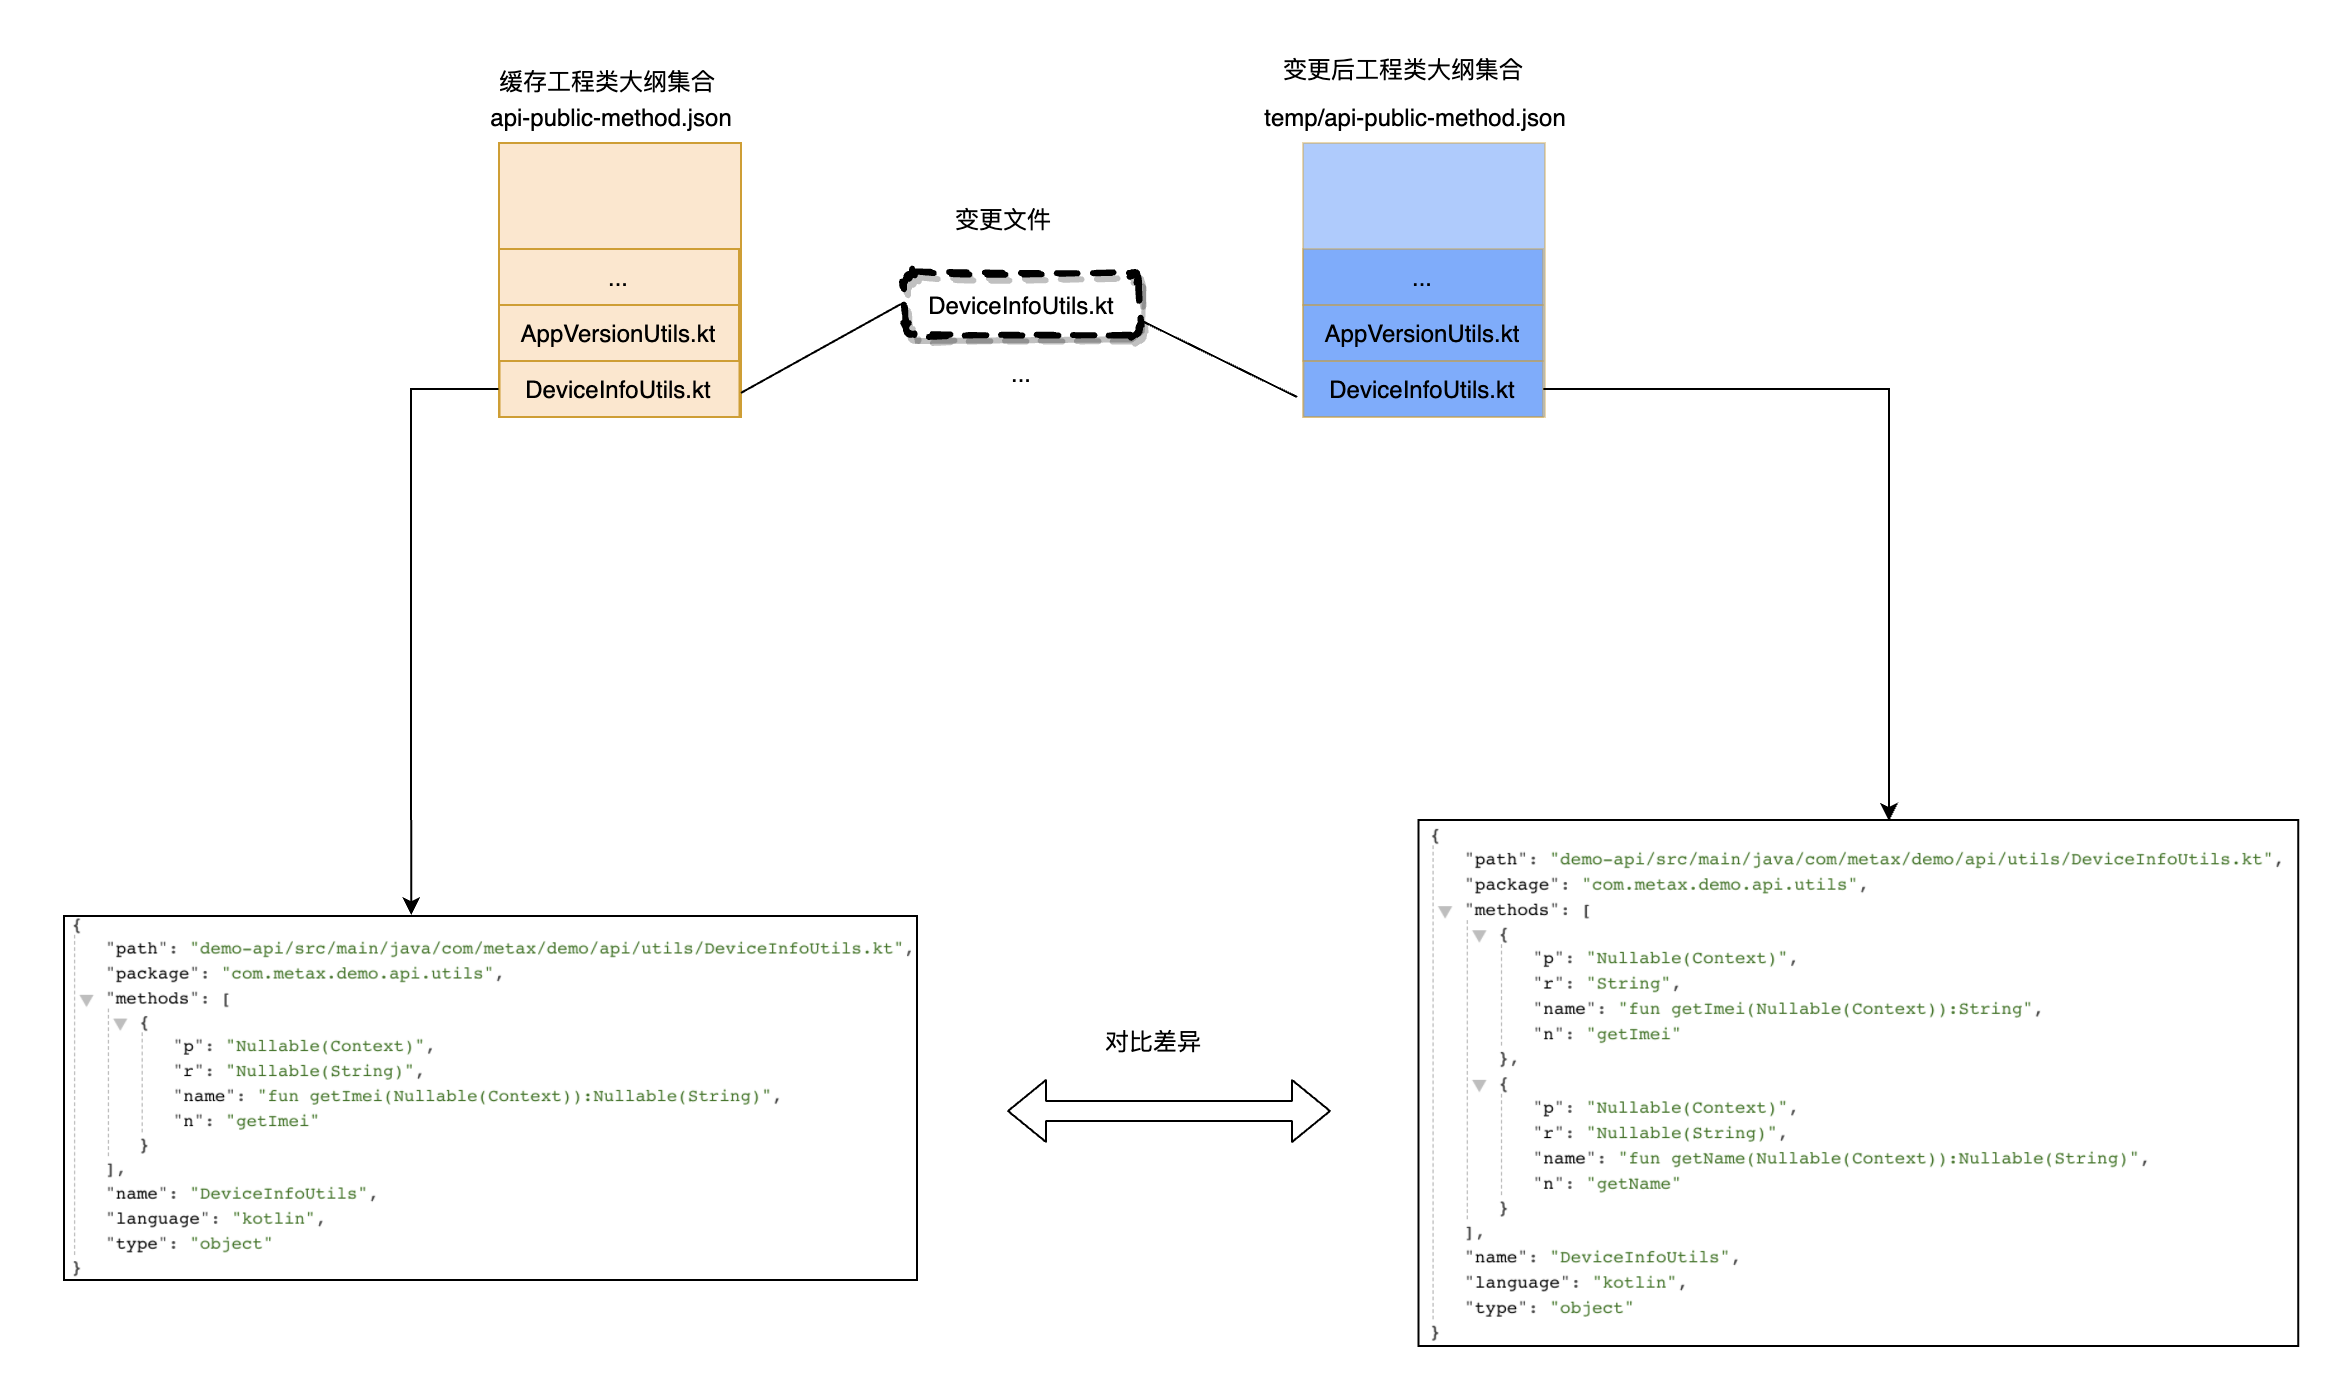 缓存工程类大纲集合
api-public-method.json
...
AppVersionUtils.kt
DeviceInfoUtils.kt
变更文件
DeviceInfoUtils.kt
...
变更后工程类大纲集合
temp/api-public-method.json
...
AppVersionUtils.kt
DeviceInfoUtils.kt
{
"path": "demo-api/src/main/java/com/metax/demo/api/utils/DeviceInfoUtils.kt",
"package": "com.metax.demo.api.utils",
"methods": [
{
"p": "Nullable(Context)",
"r": "Nullable(String)",
"name": "fun getImei(Nullable(Context)):Nullable(String)",
"n": "getImei"
}
],
"name": "DeviceInfoUtils",
"language": "kotlin",
"type": "object"
}
对比差异
{
"path": "demo-api/src/main/java/com/metax/demo/api/utils/DeviceInfoUtils.kt",
"package": "com.metax.demo.api.utils",
"methods": [
{
"p": "Nullable(Context)",
"r": "String",
"name": "fun getImei(Nullable(Context)):String",
"n": "getImei"
},
{
"p": "Nullable(Context)",
"r": "Nullable(String)",
"name": "fun getName(Nullable(Context)):Nullable(String)",
"n": "getName"
}
],
"name": "DeviceInfoUtils",
"language": "kotlin",
"type": "object"
}